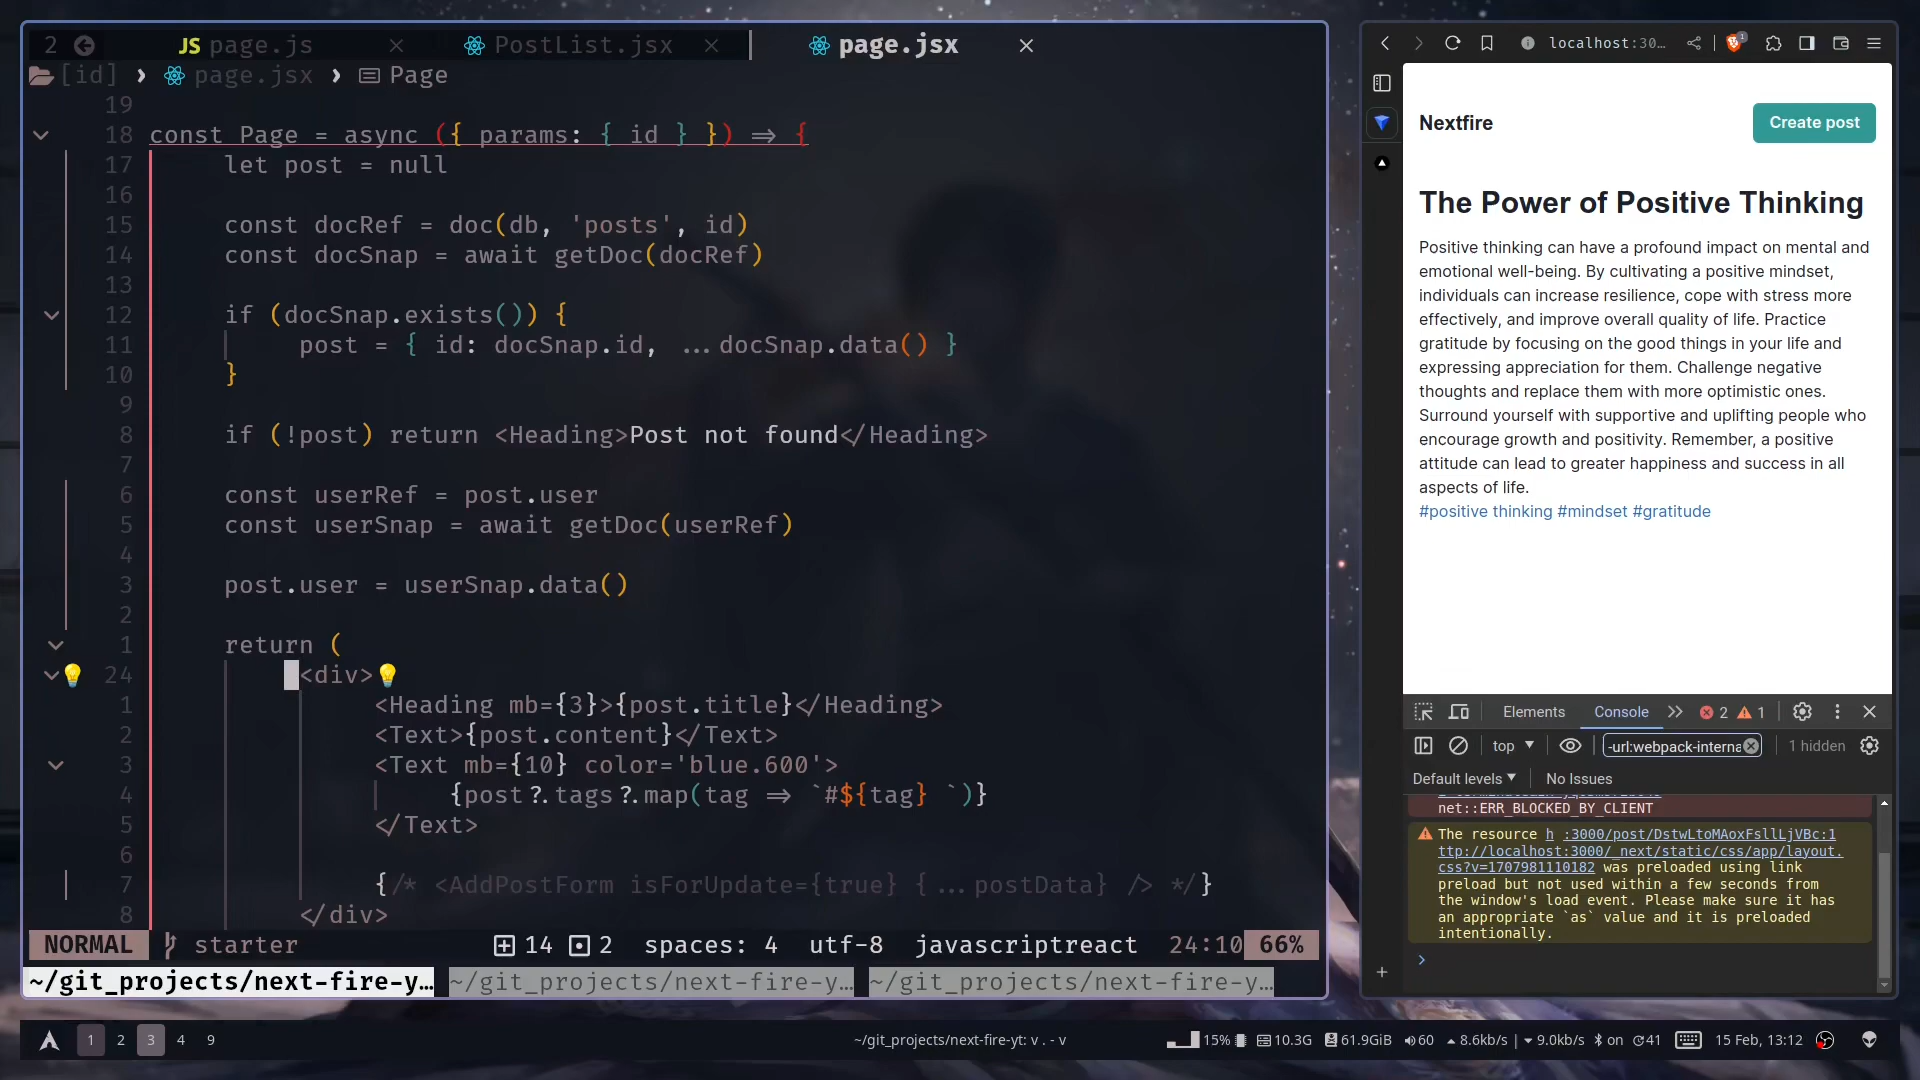 2 JS page.js PostList.jsx page.jsx
[id] page.jsx Page
19
18 const Page = async ({ params: { id } }) => {
17 let post = null
16
15 const docRef = doc(db, 'posts', id)
14 const docSnap = await getDoc(docRef)
13
12 if (docSnap.exists()) {
11 post = { id: docSnap.id, ...docSnap.data() }
10 }
9
8 if (!post) return <Heading>Post not found</Heading>
7
6 const userRef = post.user
5 const userSnap = await getDoc(userRef)
4
3 post.user = userSnap.data()
2
1 return (
24 <div>
1 <Heading mb={3}>{post.title}</Heading>
2 <Text>{post.content}</Text>
3 <Text mb={10} color='blue.600'>
4 {post?.tags?.map(tag => `#${tag} `)}
5 </Text>
6
7 {/* <AddPostForm isForUpdate={true} {...postData} /> */}
8 </div>
NORMAL starter 14 2 spaces: 4 utf-8 javascriptreact 24:10 66%
~/git_projects/next-fire-y… ~/git_projects/next-fire-y… ~/git_projects/next-fire-y…
localhost:30… 1
Nextfire Create post
The Power of Positive Thinking
Positive thinking can have a profound impact on mental and
emotional well-being. By cultivating a positive mindset,
individuals can increase resilience, cope with stress more
effectively, and improve overall quality of life. Practice
gratitude by focusing on the good things in your life and
expressing appreciation for them. Challenge negative
thoughts and replace them with more optimistic ones.
Surround yourself with supportive and uplifting people who
encourage growth and positivity. Remember, a positive
attitude can lead to greater happiness and success in all
aspects of life.
#positive thinking #mindset #gratitude
Elements Console 2 1
top -url:webpack-interna 1 hidden
Default levels No Issues
net::ERR_BLOCKED_BY_CLIENT
The resource h :3000/post/DstwLtoMAoxFsllLjVBc:1
ttp://localhost:3000/_next/static/css/app/layout.
css?v=1707981110182 was preloaded using link
preload but not used within a few seconds from
the window's load event. Please make sure it has
an appropriate `as` value and it is preloaded
intentionally.
1 2 3 4 9 ~/git_projects/next-fire-yt: v . - v 15% 10.3G 61.9GiB 60 8.6kb/s | 9.0kb/s on 41 15 Feb, 13:12